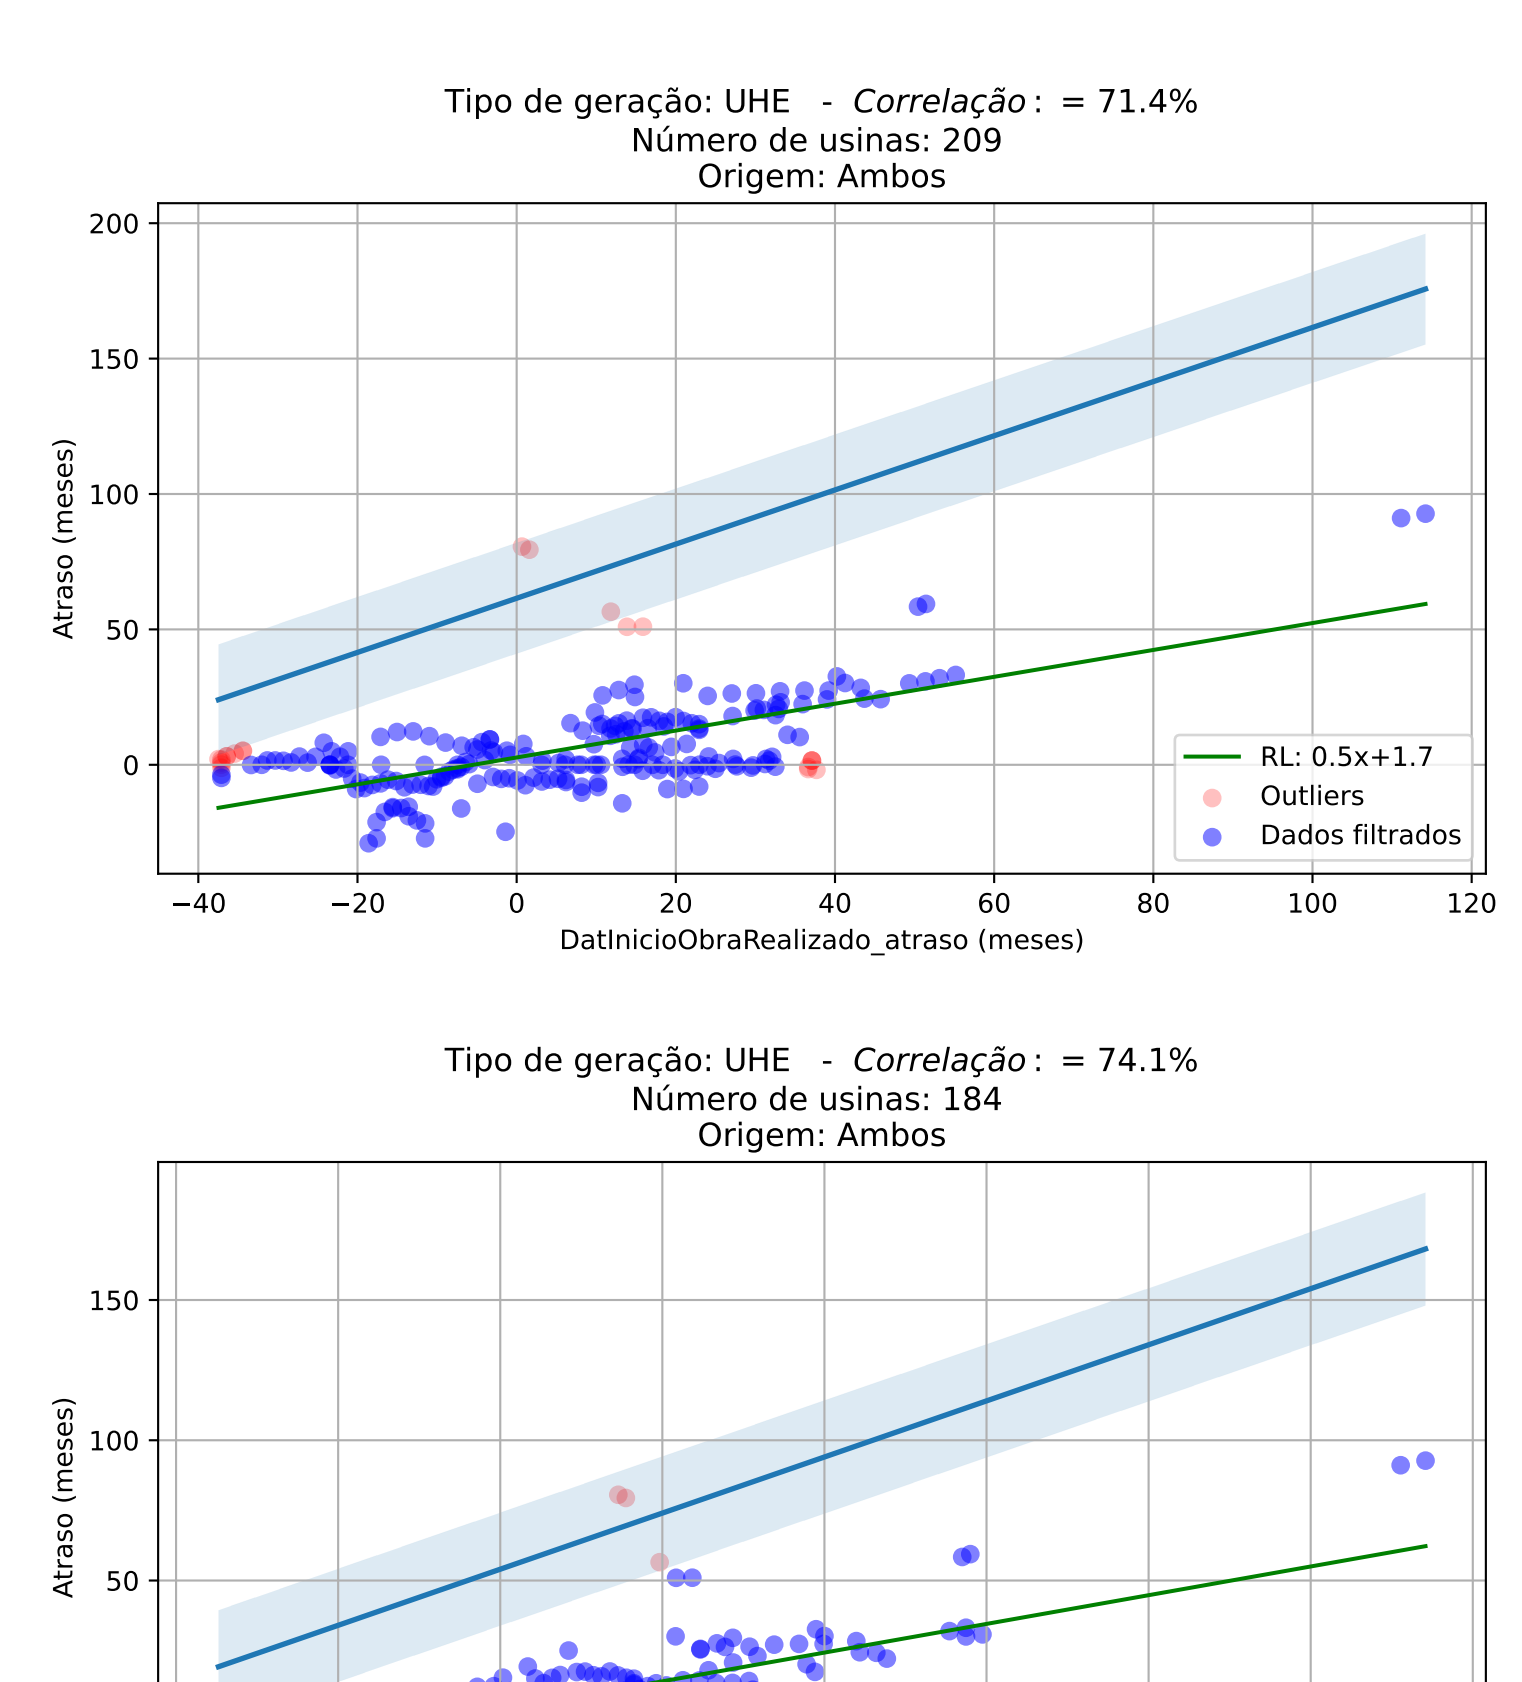 Tipo de geração: UHE - Correlação : = 71.4%
Número de usinas: 209
Origem: Ambos
200
150
100
50
0
Atraso (meses)
RL: 0.5x+1.7
Outliers
Dados filtrados
−40 −20 0 20 40 60 80 100 120
DatInicioObraRealizado_atraso (meses)
Tipo de geração: UHE - Correlação : = 74.1%
Número de usinas: 184
Origem: Ambos
150
100
50
Atraso (meses)